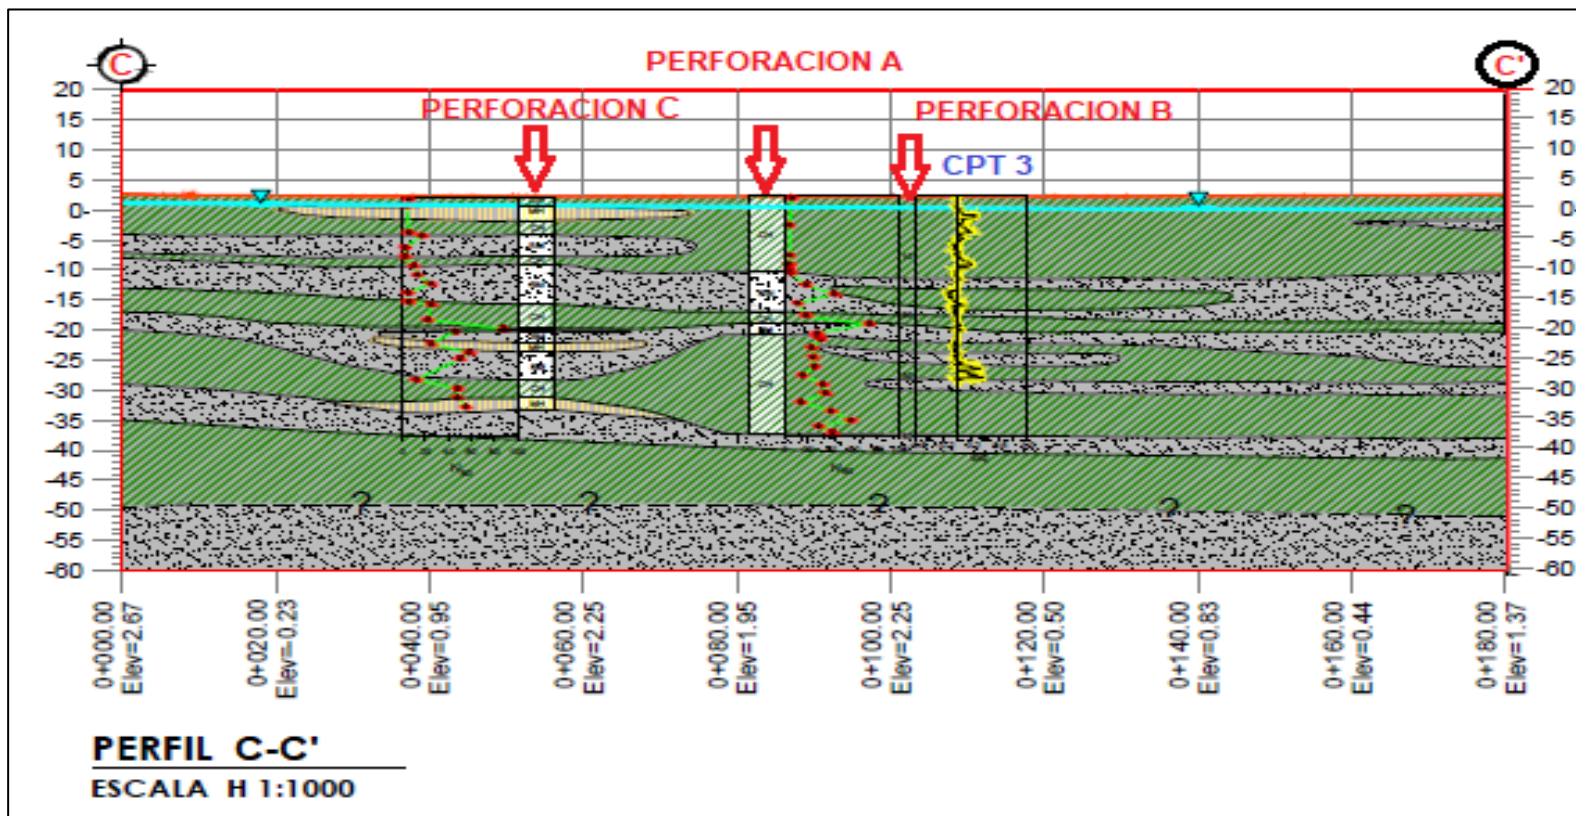 C
PERFORACION A
C'
PERFORACION C
PERFORACION B
CPT 3
20
15
10
5
0-
-5
-10
-15
-20
-25
-30
-35
-40
-45
-50
-55
-60
20
15
10
5
0-
-5
-10
-15
-20
-25
-30
-35
-40
-45
-50
-55
-60
?
?
?
?
?
0+000.00
Elev=2.67
0+020.00
Elev=-0.23
0+040.00
Elev=0.95
0+060.00
Elev=2.25
0+080.00
Elev=1.95
0+100.00
Elev=2.25
0+120.00
Elev=0.50
0+140.00
Elev=0.83
0+160.00
Elev=0.44
0+180.00
Elev=1.37
PERFIL C-C'
ESCALA H 1:1000